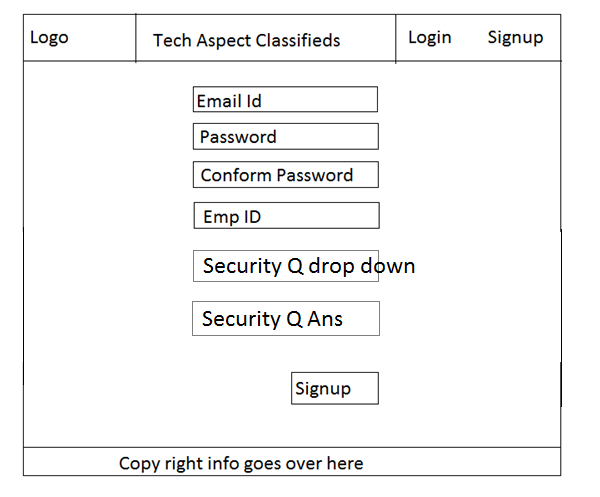 Logo
Tech Aspect Classifieds
Login
Signup
Email Id
Password
Conform Password
Emp ID
Security Q drop down
Security Q Ans
Signup
Copy right info goes over here